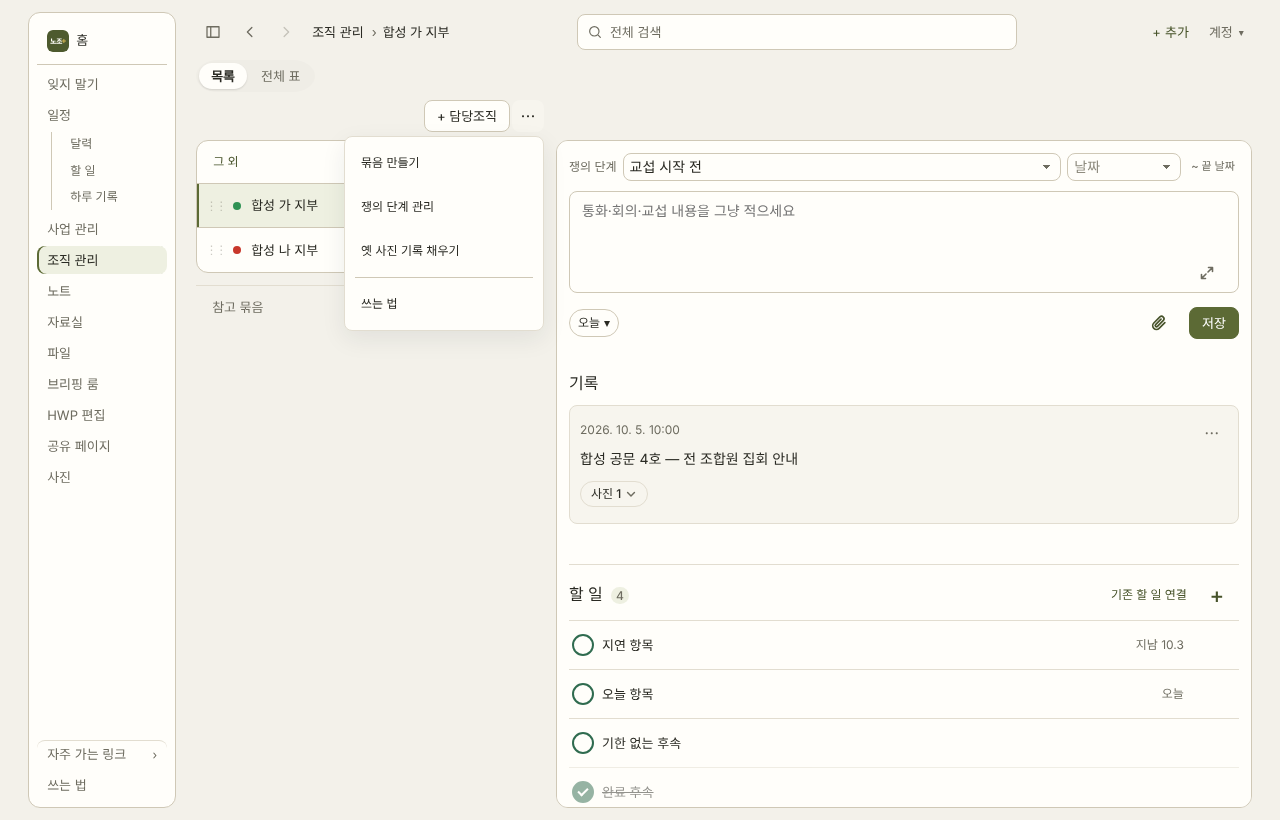 노조+ 홈
잊지 말기
일정
달력
할 일
하루 기록
사업 관리
조직 관리
노트
자료실
파일
브리핑 룸
HWP 편집
공유 페이지
사진
자주 가는 링크 ›
쓰는 법
조직 관리 › 합성 가 지부
전체 검색
+ 추가 계정 ▾
목록 전체 표
+ 담당조직 ···
묶음 만들기
쟁의 단계 관리
옛 사진 기록 채우기
쓰는 법
그 외
합성 가 지부
합성 나 지부
참고 묶음
쟁의 단계 교섭 시작 전 날짜 ~ 끝 날짜
통화·회의·교섭 내용을 그냥 적으세요
오늘 ▾ 저장
기록
2026. 10. 5. 10:00 ···
합성 공문 4호 — 전 조합원 집회 안내
사진 1
할 일 4 기존 할 일 연결 +
지연 항목 지남 10.3
오늘 항목 오늘
기한 없는 후속
완료 후속